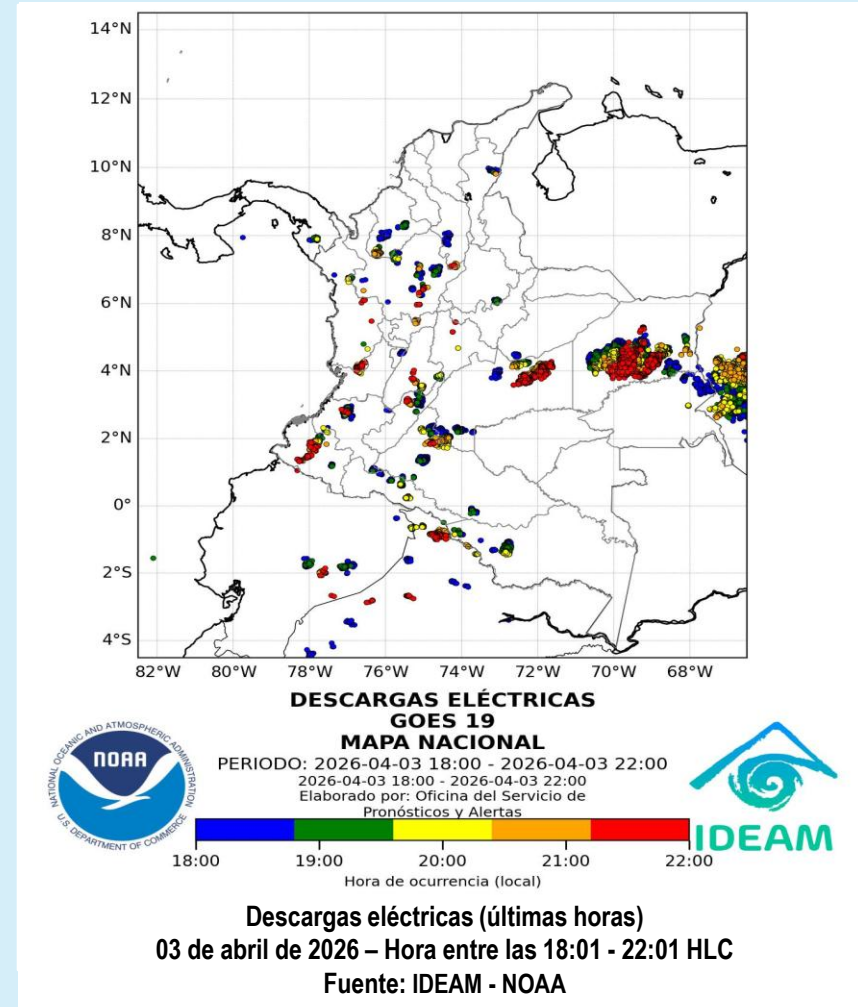 14°N
12°N
10°N
8°N
6°N
4°N
2°N
0°
2°S
4°S
82°W 80°W 78°W 76°W 74°W 72°W 70°W 68°W
DESCARGAS ELÉCTRICAS
GOES 19
MAPA NACIONAL
PERIODO: 2026-04-03 18:00 - 2026-04-03 22:00
2026-04-03 18:00 - 2026-04-03 22:00
Elaborado por: Oficina del Servicio de
Pronósticos y Alertas
NATIONAL OCEANIC AND ATMOSPHERIC ADMINISTRATION
NOAA
U.S. DEPARTMENT OF COMMERCE
IDEAM
18:00 19:00 20:00 21:00 22:00
Hora de ocurrencia (local)
Descargas eléctricas (últimas horas)
03 de abril de 2026 – Hora entre las 18:01 - 22:01 HLC
Fuente: IDEAM - NOAA